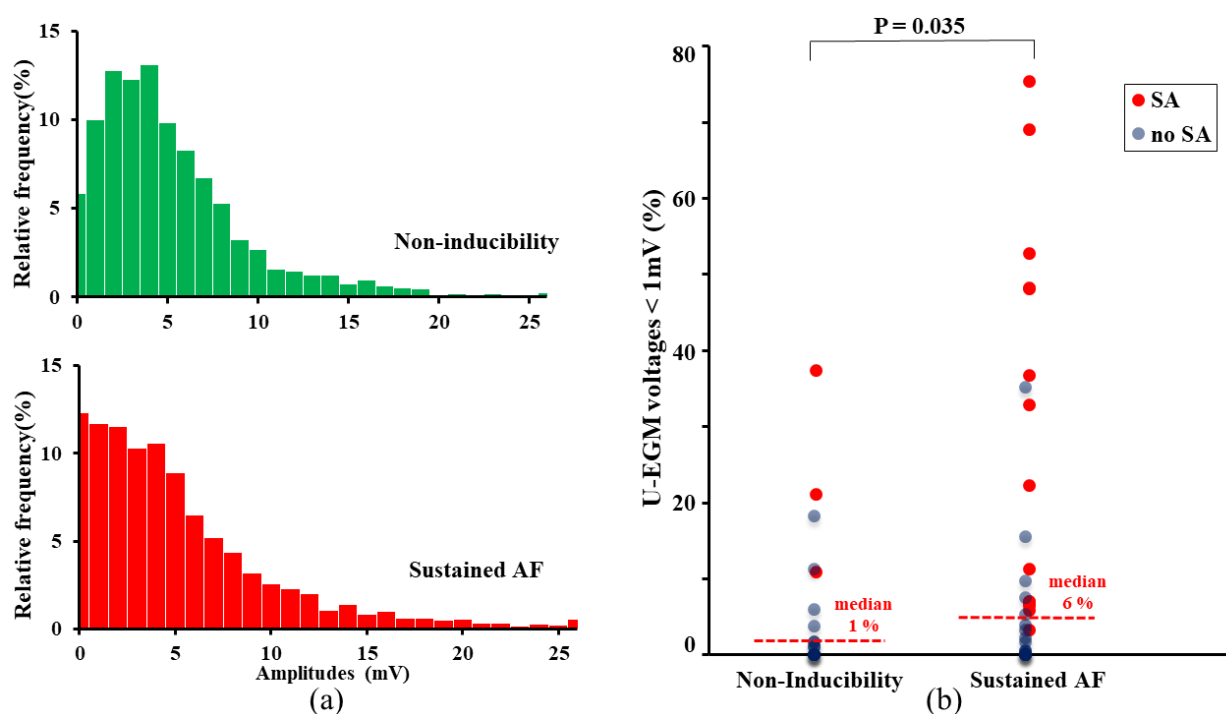 Relative frequency(%)
15
10
5
0
0 5 10 15 20 25
Non-inducibility
Relative frequency(%)
15
10
5
0
0 5 10 15 20 25
Sustained AF
Amplitudes (mV)
(a)
P = 0.035
U-EGM voltages < 1mV (%)
80
60
40
20
0
SA
no SA
median
1 %
median
6 %
Non-Inducibility Sustained AF
(b)